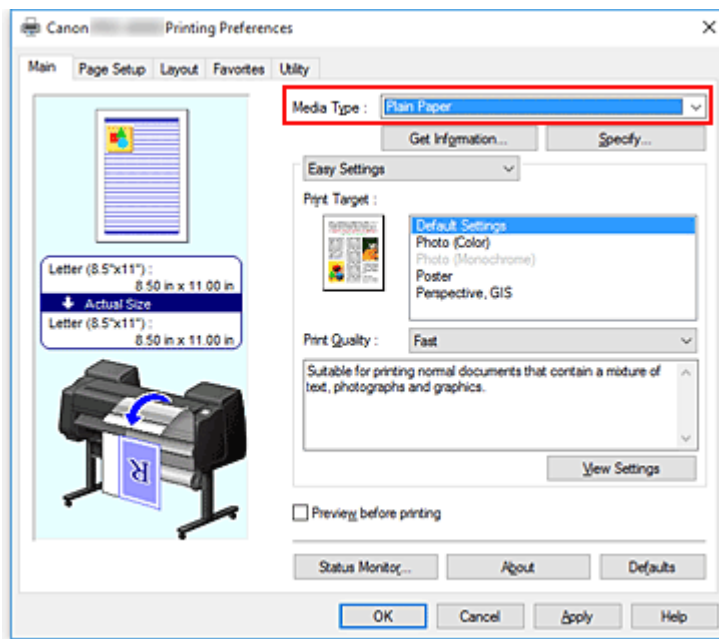 Canon Printing Preferences
Main Page Setup Layout Favorites Utility
Media Type : Plain Paper
Get Information... Specify...
Easy Settings
Print Target :
Default Settings
Photo (Color)
Photo (Monochrome)
Poster
Perspective, GIS
Letter (8.5"x11") :
8.50 in x 11.00 in
Actual Size
Letter (8.5"x11") :
8.50 in x 11.00 in
Print Quality : Fast
Suitable for printing normal documents that contain a mixture of
text, photographs and graphics.
R
View Settings
Preview before printing
Status Monitor... About Defaults
OK Cancel Apply Help